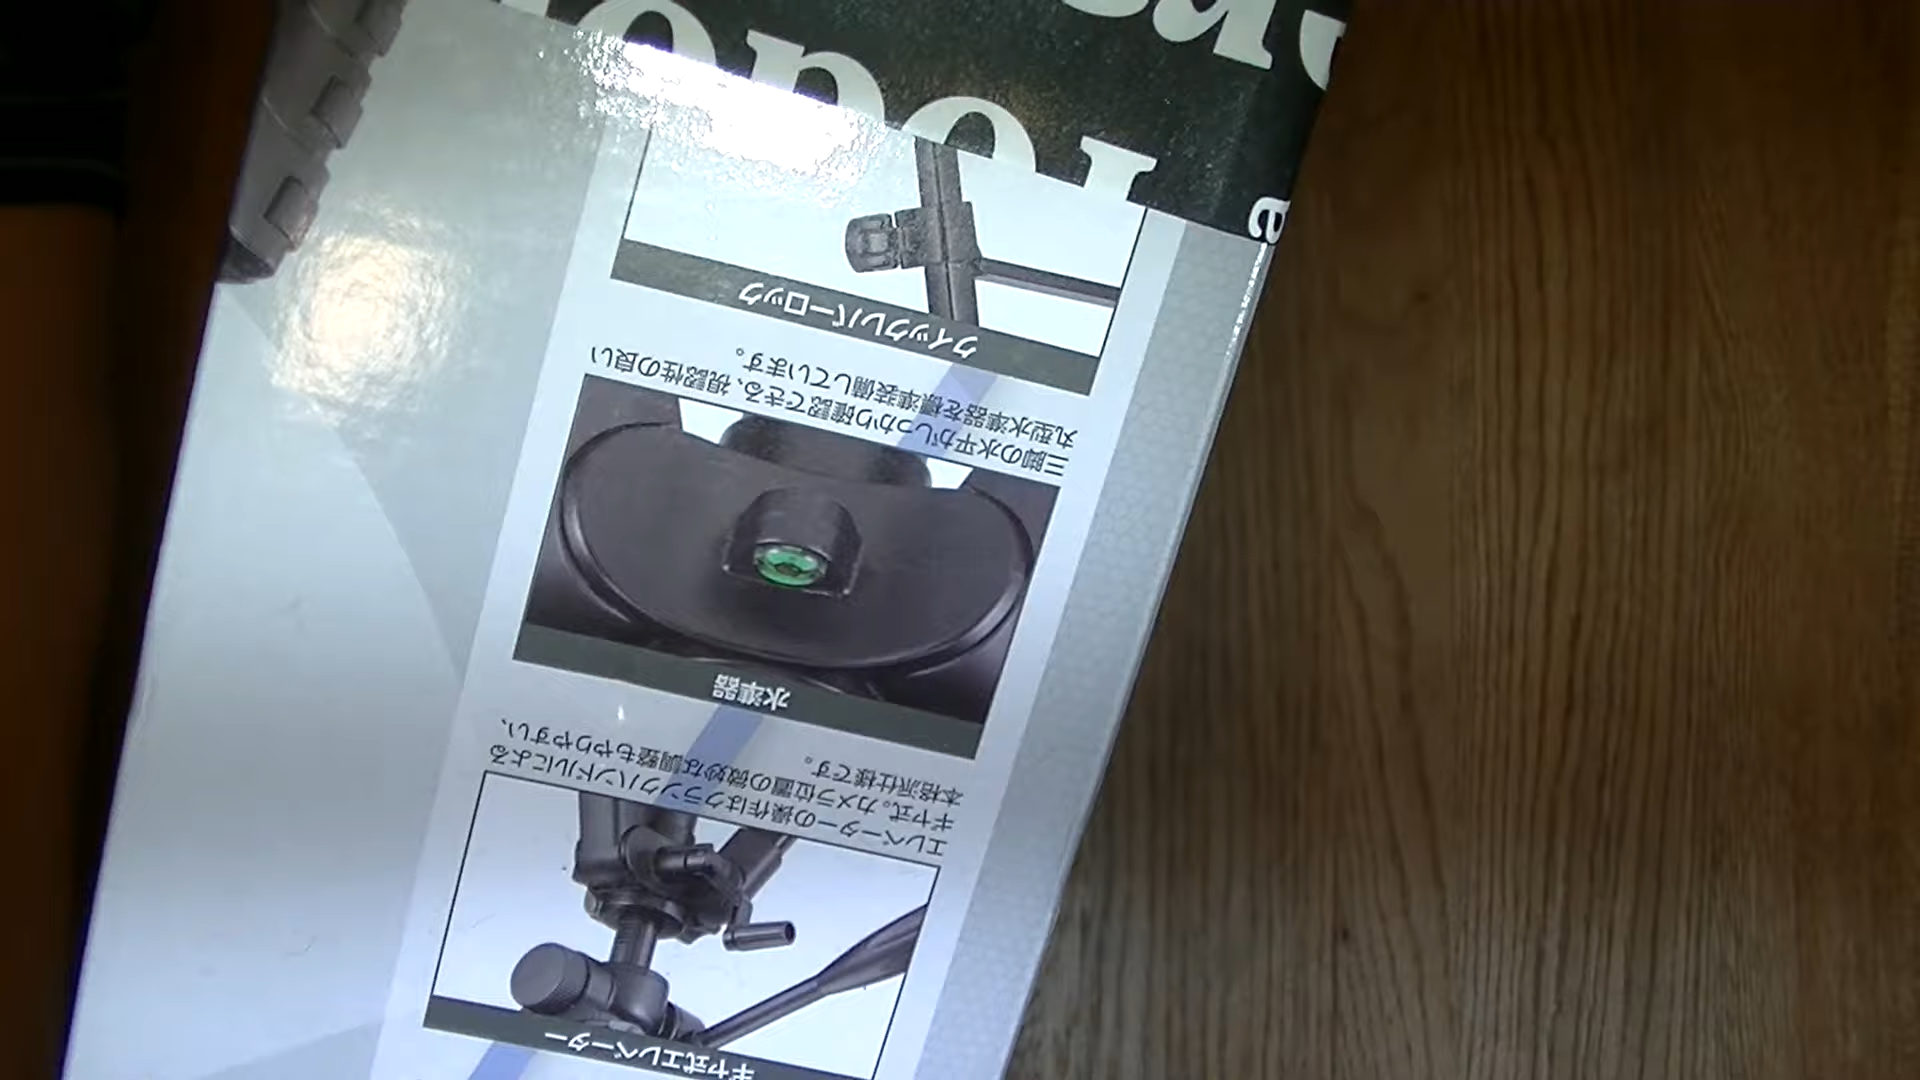 ギヤ式エレベーター
エレベーターの操作はクランクハンドルによる
ギヤ式。カメラ位置の微妙な調整もやりやすい、
本格派仕様です。
水準器
三脚の水平がしっかり確認できる、視認性の良い
丸型水準器を標準装備しています。
クイックレバーロック